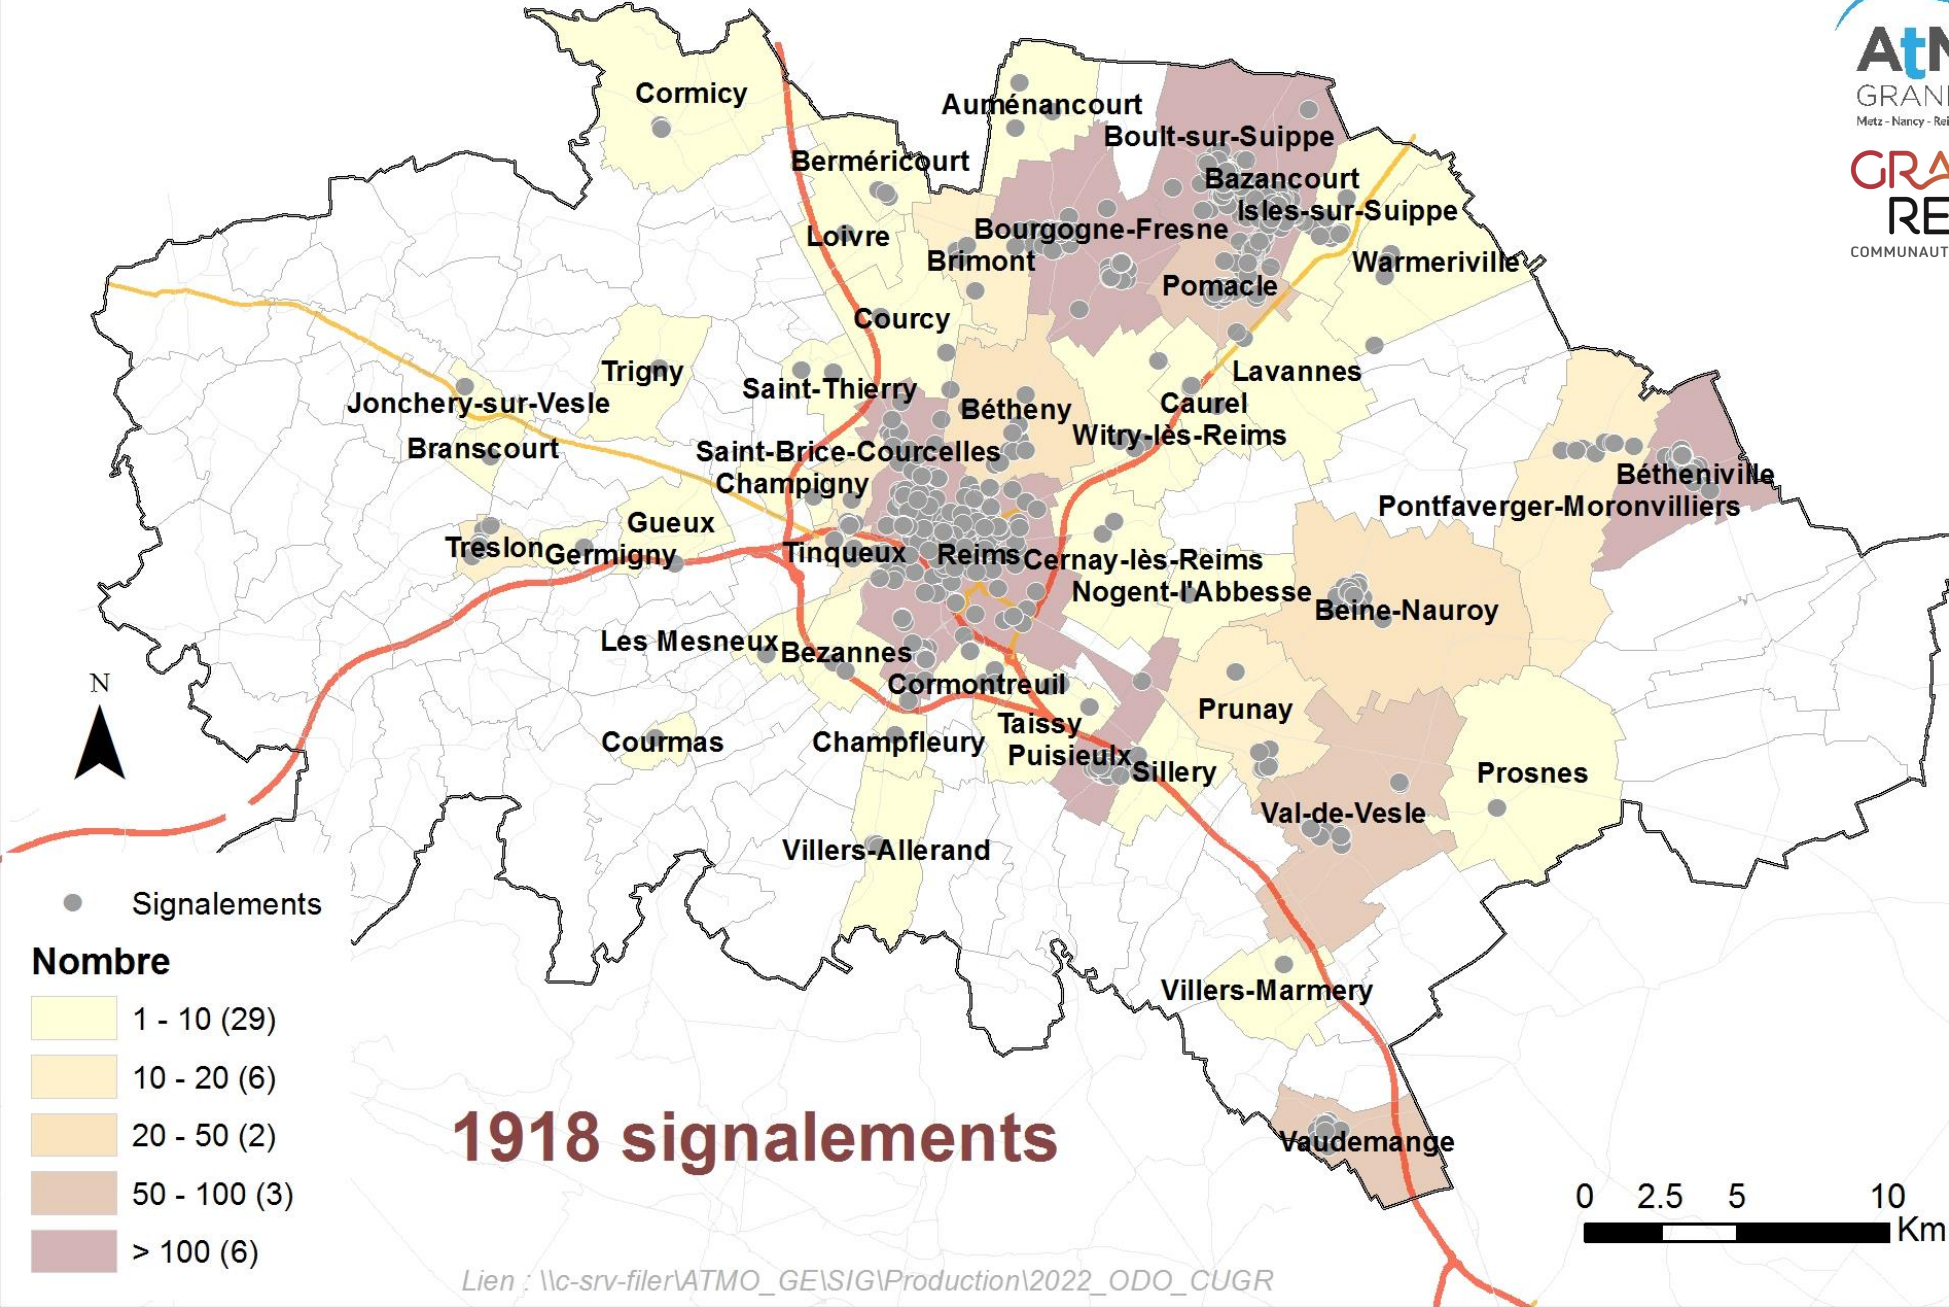 AtM
GRAN
Metz - Nancy - Rei
GRA
RE
COMMUNAUT
Cormicy
Auménancourt
Boult-sur-Suippe
Berméricourt
Bazancourt
Isles-sur-Suippe
Loivre
Bourgogne-Fresne
Brimont
Warmeriville
Pomacle
Courcy
Trigny
Saint-Thierry
Lavannes
Jonchery-sur-Vesle
Bétheny
Caurel
Witry-lès-Reims
Branscourt
Saint-Brice-Courcelles
Champigny
Bétheniville
Pontfaverger-Moronvilliers
Gueux
Treslon
Germigny
Tinqueux
Reims
Cernay-lès-Reims
Nogent-l'Abbesse
Beine-Nauroy
Les Mesneux
Bezannes
Cormontreuil
Prunay
Taissy
Courmas
Champfleury
Puisieulx
Sillery
Prosnes
Val-de-Vesle
Villers-Allerand
Villers-Marmery
Vaudemange
N
Signalements
Nombre
1 - 10 (29)
10 - 20 (6)
20 - 50 (2)
50 - 100 (3)
> 100 (6)
1918 signalements
0 2.5 5 10
Km
Lien : \\c-srv-filer\ATMO_GE\SIG\Production\2022_ODO_CUGR